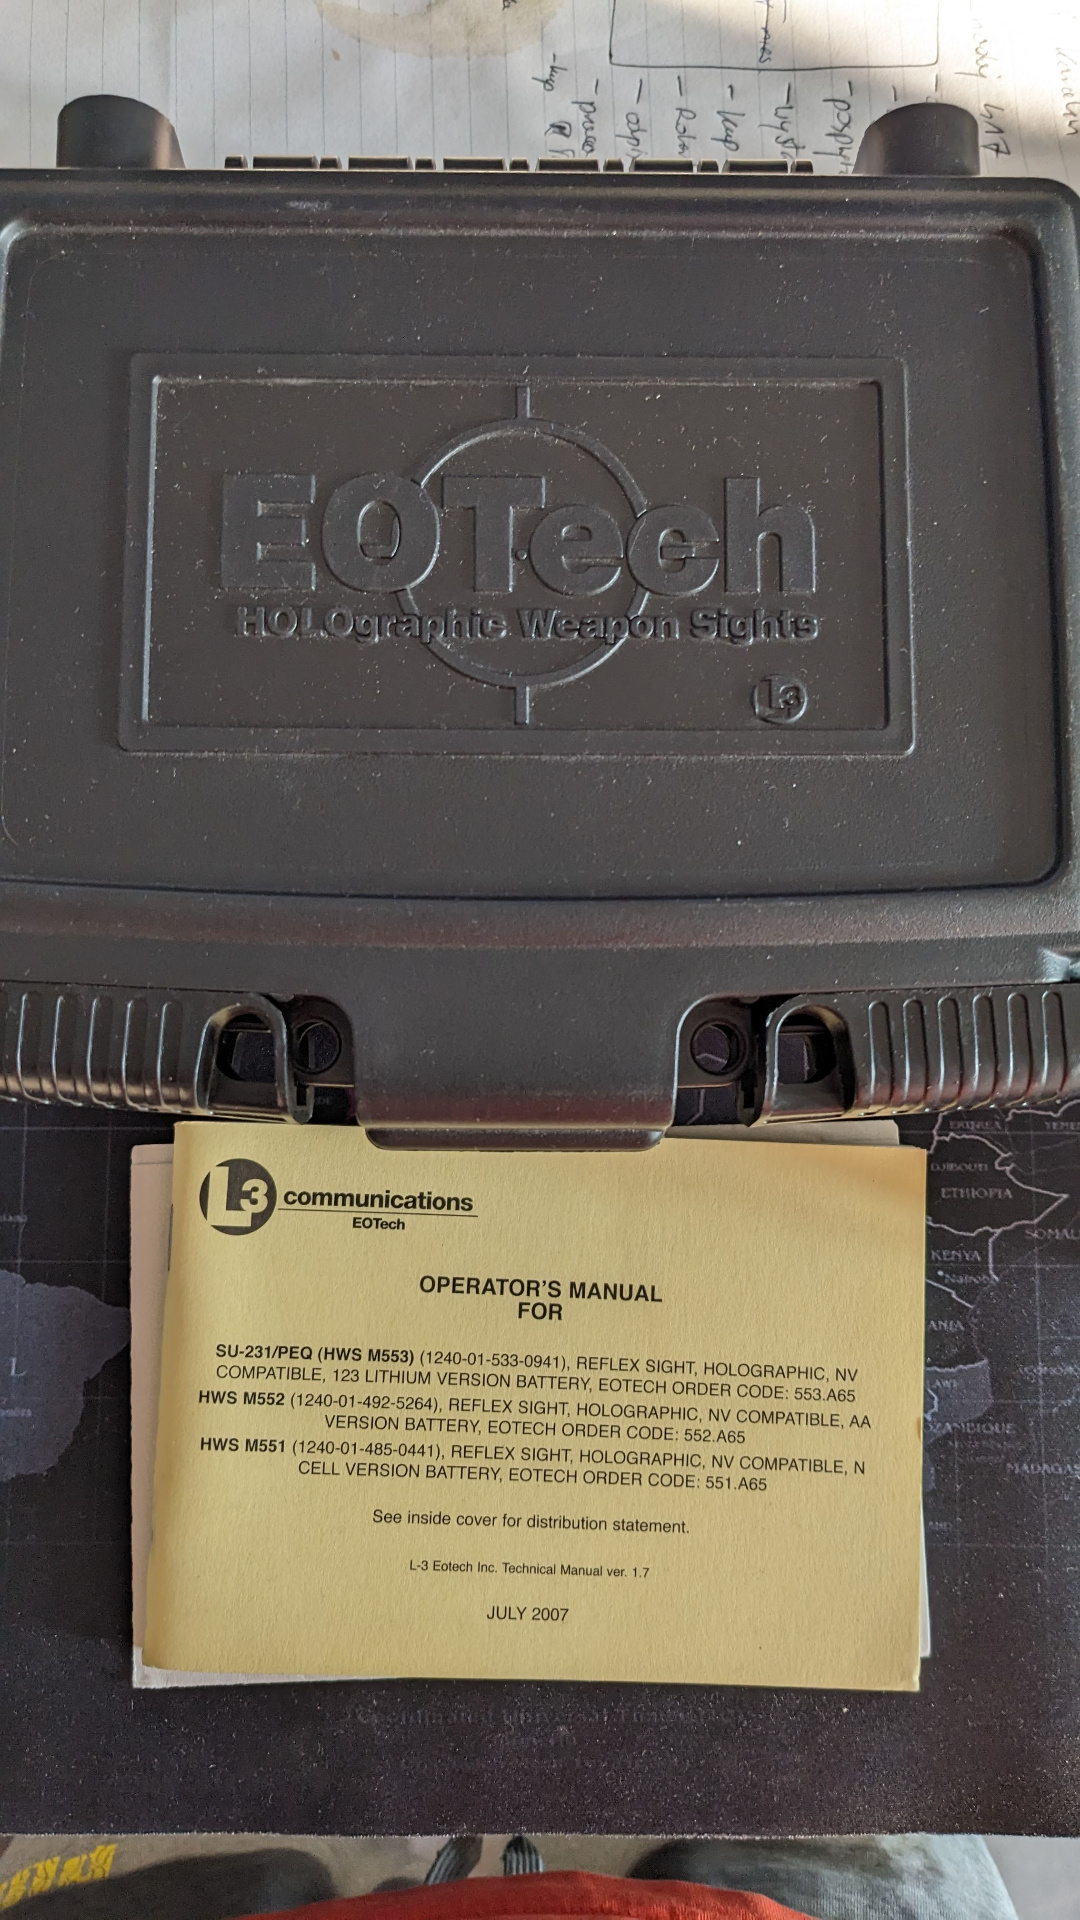 EOTech
HOLOgraphic Weapon Sights
L3
L3 communications
EOTech
OPERATOR'S MANUAL
FOR
SU-231/PEQ (HWS M553) (1240-01-533-0941), REFLEX SIGHT, HOLOGRAPHIC, NV
COMPATIBLE, 123 LITHIUM VERSION BATTERY, EOTECH ORDER CODE: 553.A65
HWS M552 (1240-01-492-5264), REFLEX SIGHT, HOLOGRAPHIC, NV COMPATIBLE, AA
VERSION BATTERY, EOTECH ORDER CODE: 552.A65
HWS M551 (1240-01-485-0441), REFLEX SIGHT, HOLOGRAPHIC, NV COMPATIBLE, N
CELL VERSION BATTERY, EOTECH ORDER CODE: 551.A65
See inside cover for distribution statement.
L-3 Eotech Inc. Technical Manual ver. 1.7
JULY 2007
ERITREA
DJIBOUTI
ETHIOPIA
KENYA
Nairobi